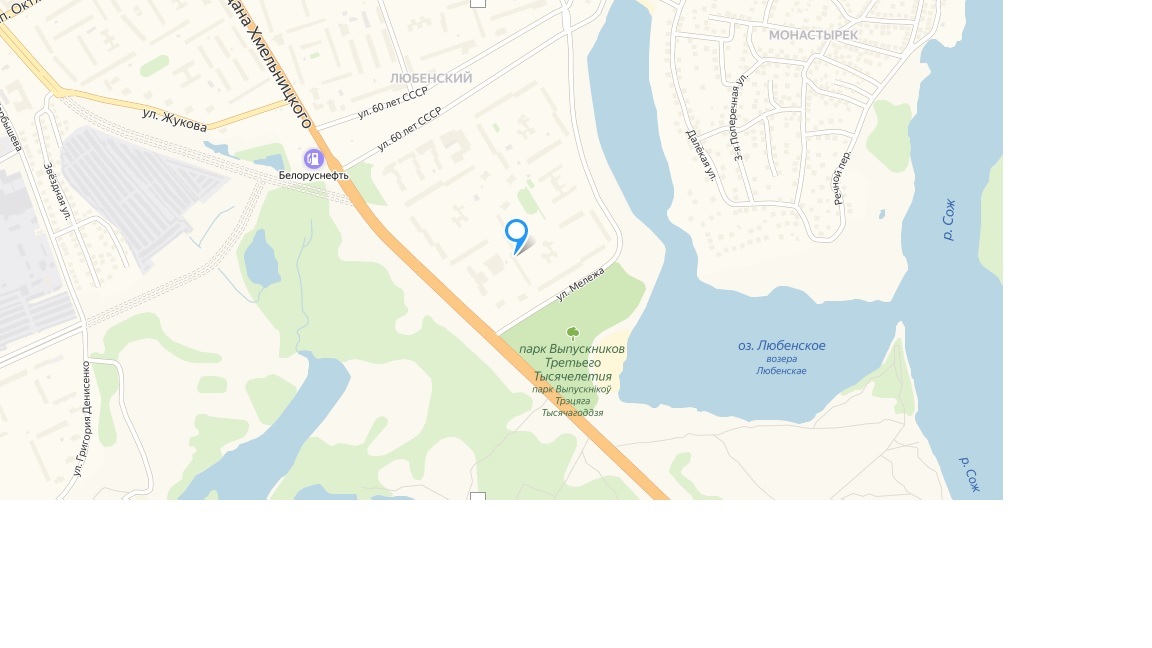 МОНАСТЫРЕК
ЛЮБЕНСКИЙ
ул. 60 лет СССР
ул. 60 лет СССР
ул. Жукова
Хмельницкого
Белоруснефть
Звёздная ул.
Далёкая ул.
3-я Поперечная ул.
Речной пер.
р. Сож
ул. Мележа
парк Выпускников
Третьего
Тысячелетия
парк Выпускнікоў
Трэцяга
Тысячагоддзя
оз. Любенское
возера
Любенскае
ул. Григория Денисенко
р. Сож